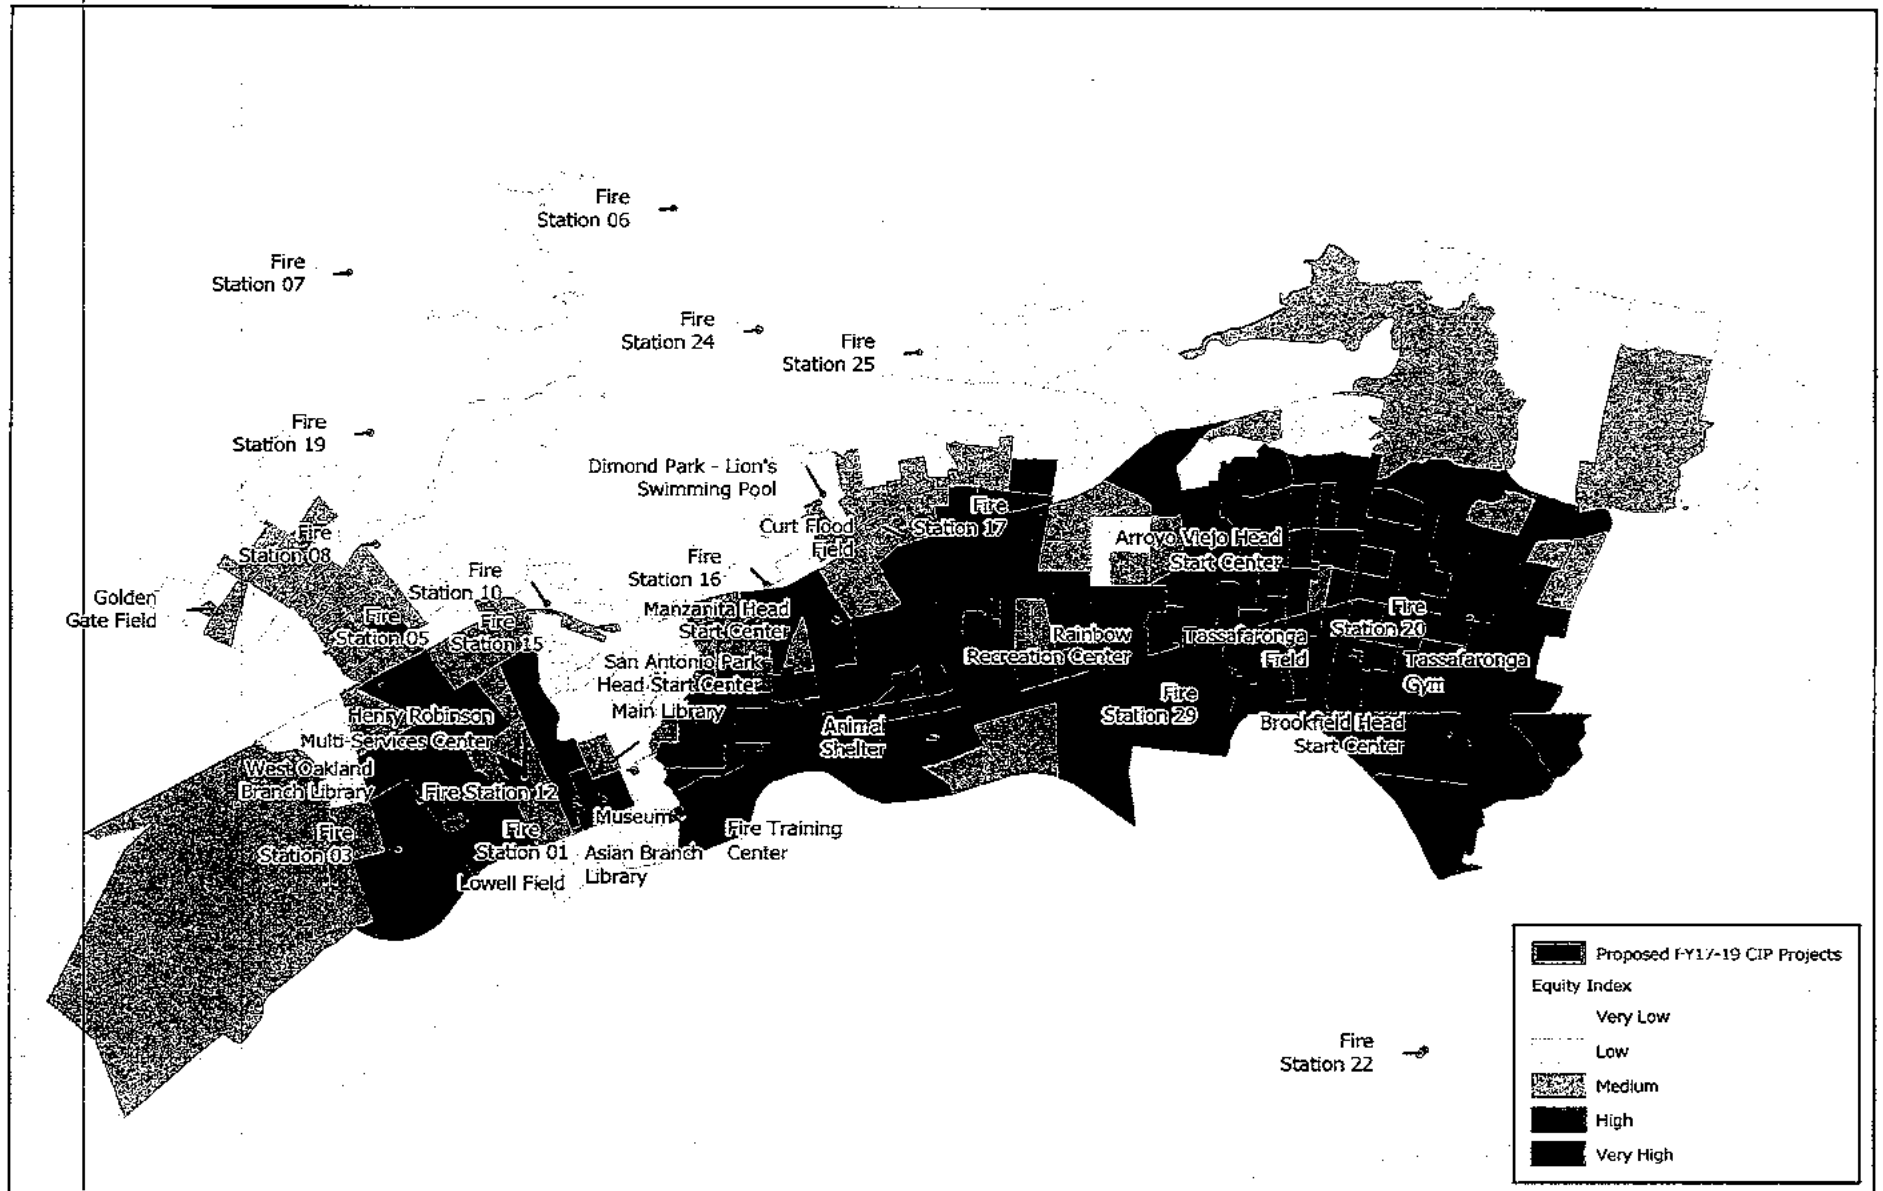 Fire
Station 06
Fire
Station 07
Fire
Station 24
Fire
Station 25
Fire
Station 19
Dimond Park - Lion's
Swimming Pool
Fire
Station 17
Curt Flood
Field
Fire
Station 08
Arroyo Viejo Head
Start Center
Fire
Station 16
Fire
Station 10
Golden
Gate Field
Manzanita Head
Start Center
Fire
Station 05
Fire
Station 15
Fire
Station 20
Rainbow
Recreation Center
Tassafaronga
Field
San Antonio Park
Head Start Center
Tassafaronga
Gym
Main Library
Henry Robinson
Multi-Services Center
Fire
Station 29
Animal
Shelter
Brookfield Head
Start Center
West Oakland
Branch Library
Fire Station 12
Museum
Fire
Station 03
Fire
Station 01
Fire Training
Center
Asian Branch
Library
Lowell Field
Fire
Station 22
Proposed FY17-19 CIP Projects
Equity Index
Very Low
Low
Medium
High
Very High